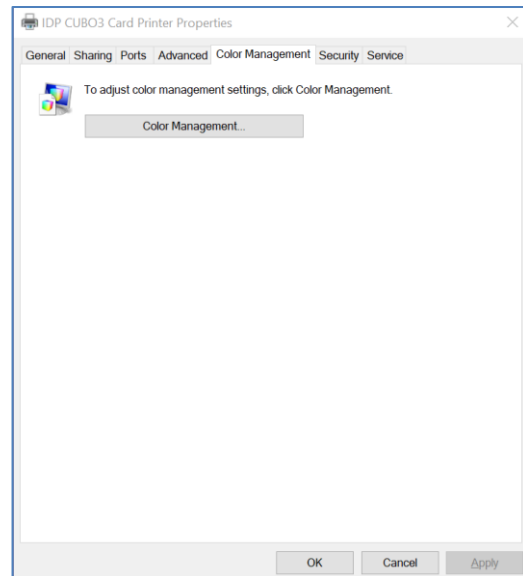 IDP CUBO3 Card Printer Properties
General Sharing Ports Advanced Color Management Security Service
To adjust color management settings, click Color Management.
Color Management...
OK Cancel Apply